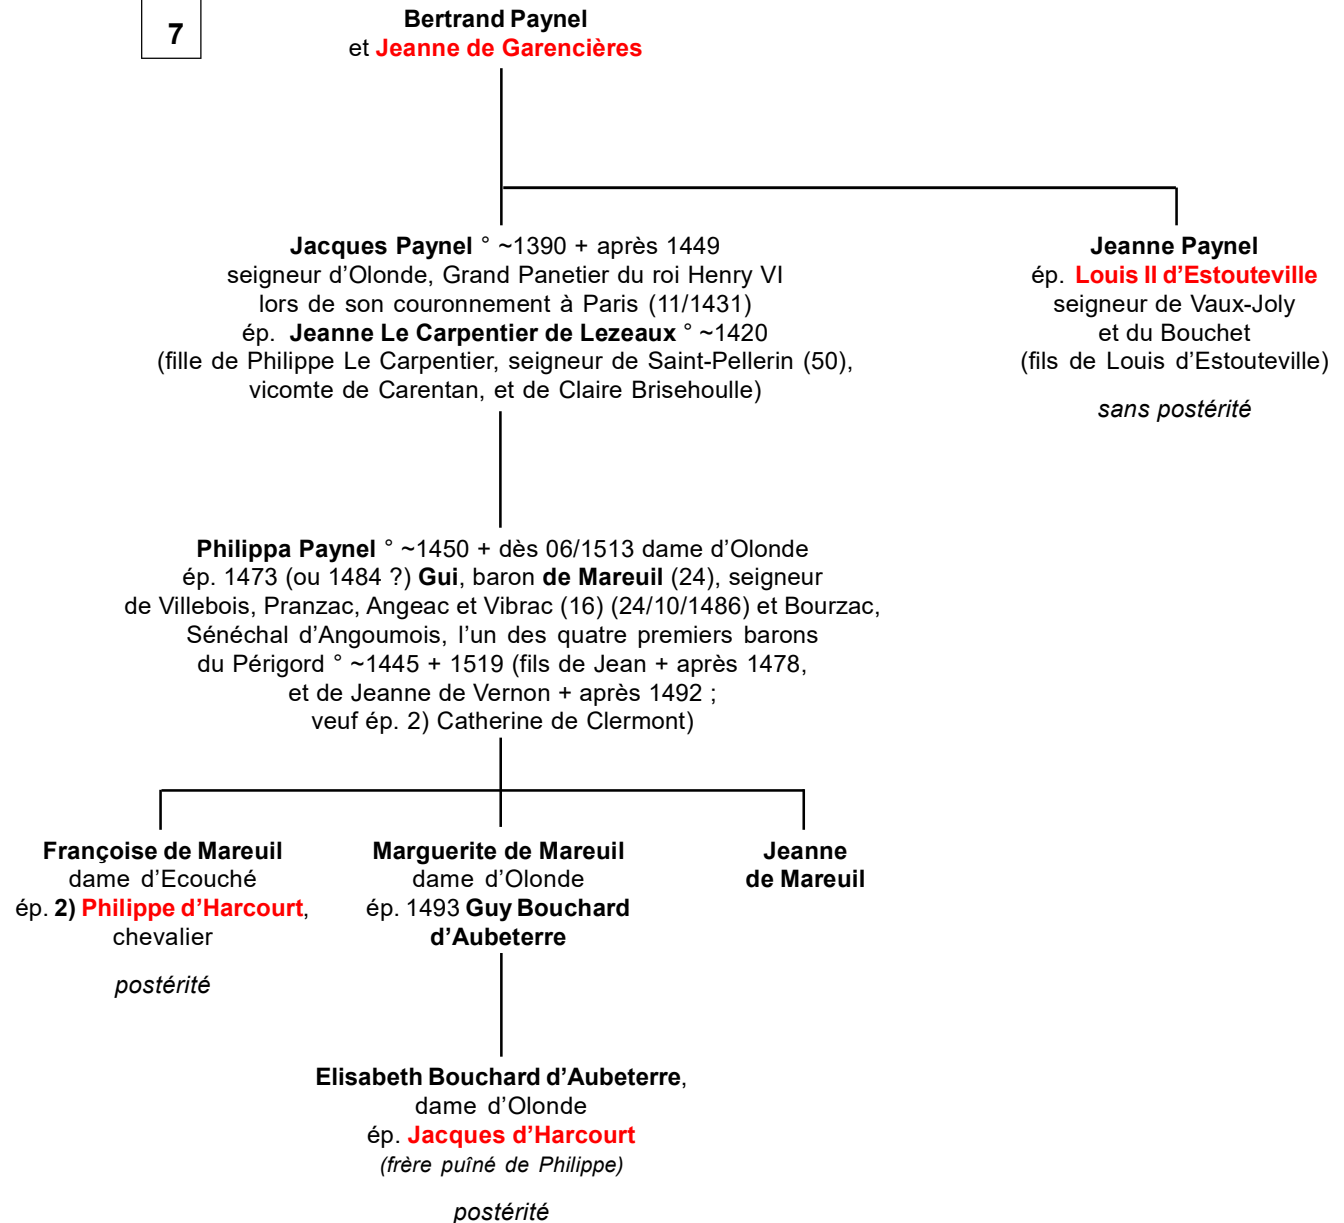 7
Bertrand Paynel
et Jeanne de Garencières
Jacques Paynel ° ~1390 + après 1449
seigneur d’Olonde, Grand Panetier du roi Henry VI
lors de son couronnement à Paris (11/1431)
ép. Jeanne Le Carpentier de Lezeaux ° ~1420
(fille de Philippe Le Carpentier, seigneur de Saint-Pellerin (50),
vicomte de Carentan, et de Claire Brisehoulle)
Jeanne Paynel
ép. Louis II d’Estouteville
seigneur de Vaux-Joly
et du Bouchet
(fils de Louis d’Estouteville)
sans postérité
Philippa Paynel ° ~1450 + dès 06/1513 dame d’Olonde
ép. 1473 (ou 1484 ?) Gui, baron de Mareuil (24), seigneur
de Villebois, Pranzac, Angeac et Vibrac (16) (24/10/1486) et Bourzac,
Sénéchal d’Angoumois, l’un des quatre premiers barons
du Périgord ° ~1445 + 1519 (fils de Jean + après 1478,
et de Jeanne de Vernon + après 1492 ;
veuf ép. 2) Catherine de Clermont)
Françoise de Mareuil
dame d’Ecouché
ép. 2) Philippe d’Harcourt,
chevalier
postérité
Marguerite de Mareuil
dame d’Olonde
ép. 1493 Guy Bouchard
d’Aubeterre
Jeanne
de Mareuil
Elisabeth Bouchard d’Aubeterre,
dame d’Olonde
ép. Jacques d’Harcourt
(frère puîné de Philippe)
postérité